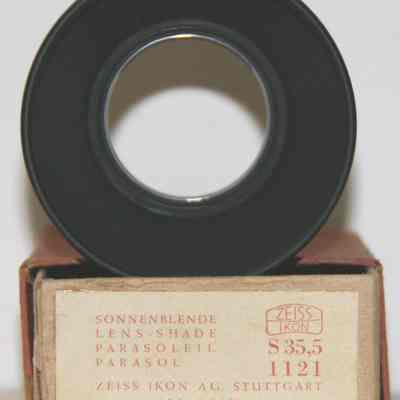 SONNENBLENDE
LENS-SHADE
PARASOLEIL
PARASOL
ZEISS
IKON
S 35,5
1121
ZEISS IKON AG. STUTTGART